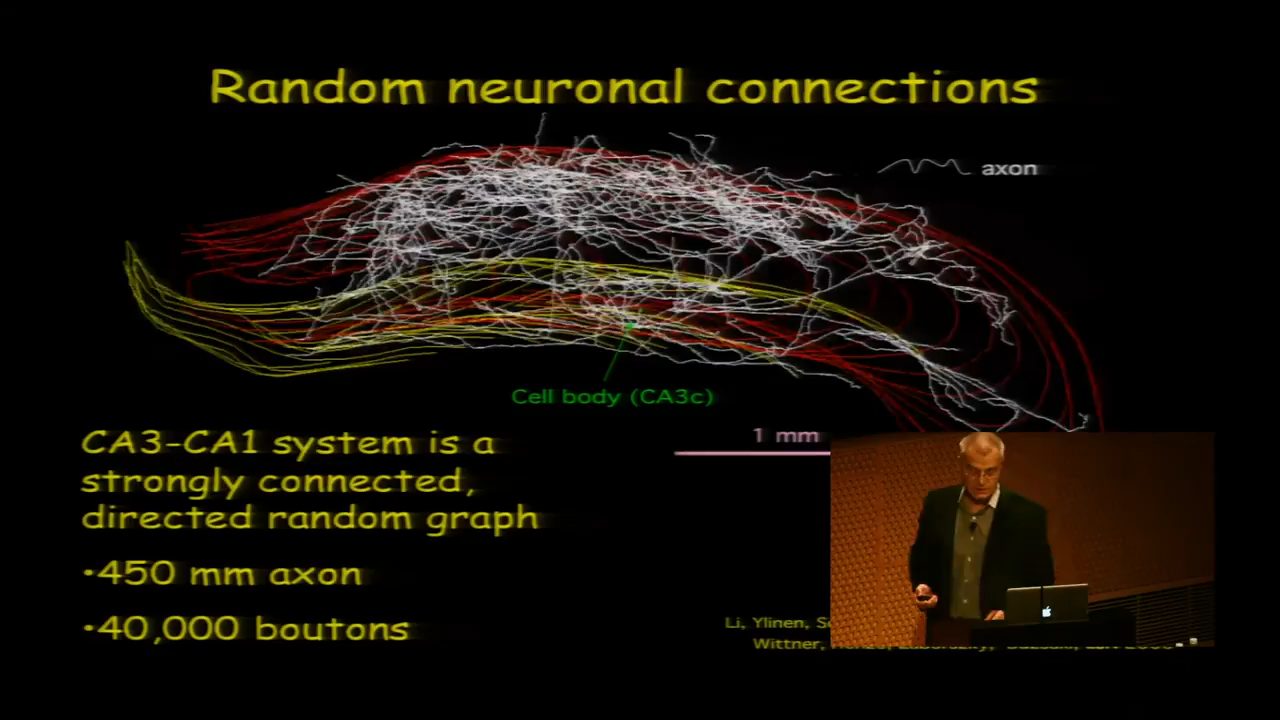 Random neuronal connections
axon
Cell body (CA3c)
1 mm
CA3-CA1 system is a
strongly connected,
directed random graph
•450 mm axon
•40,000 boutons
Li, Ylinen,
Wittner,